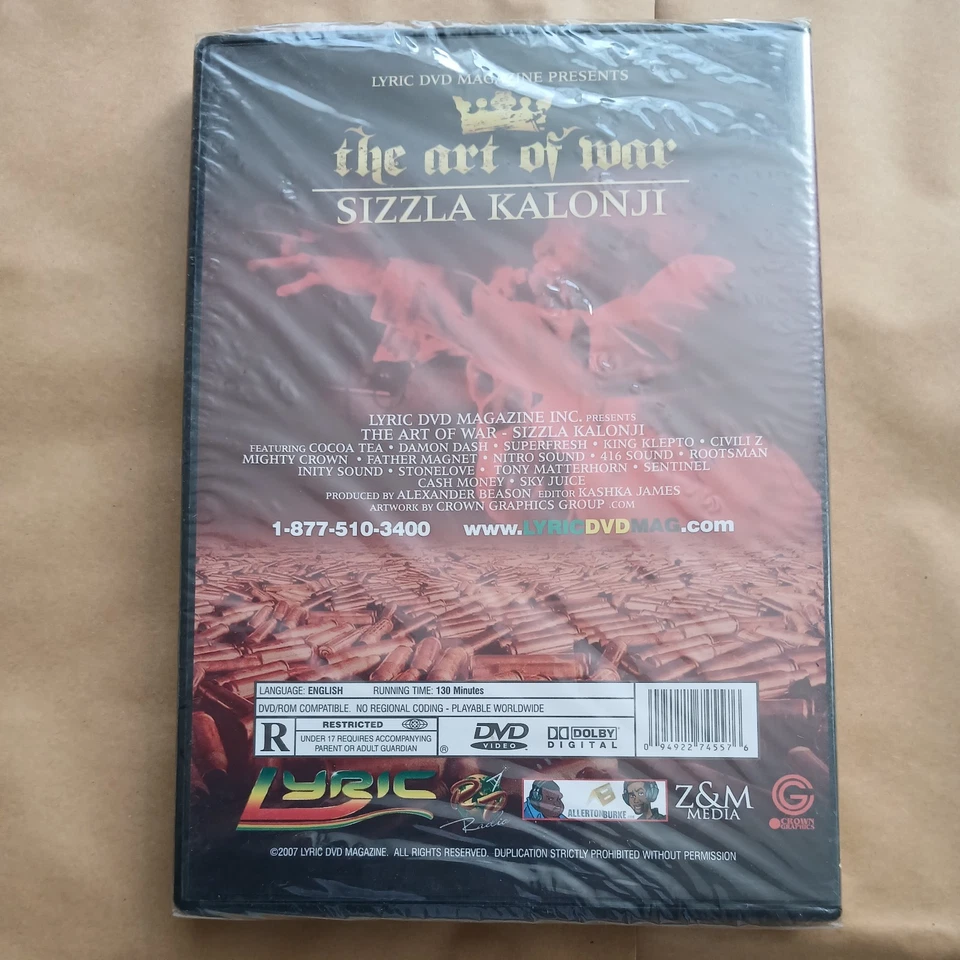 LYRIC DVD MAGAZINE PRESENTS
the art of war
SIZZLA KALONJI
LYRIC DVD MAGAZINE INC. PRESENTS
THE ART OF WAR - SIZZLA KALONJI
FEATURING COCOA TEA • DAMON DASH • SUPERFRESH • KING KLEPTO • CIVILI Z
MIGHTY CROWN • FATHER MAGNET • NITRO SOUND • 416 SOUND • ROOTSMAN
INITY SOUND • STONELOVE • TONY MATTERHORN • SENTINEL
CASH MONEY • SKY JUICE
PRODUCED BY ALEXANDER BEASON EDITOR KASHKA JAMES
ARTWORK BY CROWN GRAPHICS GROUP .COM
1-877-510-3400 www.LYRICDVDMAG.com
LANGUAGE: ENGLISH RUNNING TIME: 130 Minutes
DVD/ROM COMPATIBLE. NO REGIONAL CODING - PLAYABLE WORLDWIDE
R RESTRICTED
UNDER 17 REQUIRES ACCOMPANYING
PARENT OR ADULT GUARDIAN ®
DVD VIDEO
DOLBY DIGITAL
0 94922 74557 6
LYRIC
ALLERTONBURKE
Z&M MEDIA
CROWN GRAPHICS
©2007 LYRIC DVD MAGAZINE. ALL RIGHTS RESERVED. DUPLICATION STRICTLY PROHIBITED WITHOUT PERMISSION